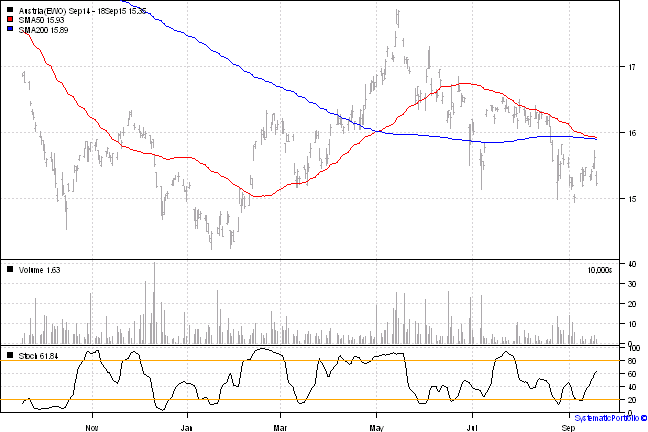 Austria(EWO) Sep14 - 18Sep15 15.35
SMA50 15.93
SMA200 15.89
17
16
15
Volume 1.63
10,000s
40
30
20
10
0
Stoch 61.84
100
80
60
40
20
0
Nov Jan Mar May Jul Sep
SystematicPortfolio ©